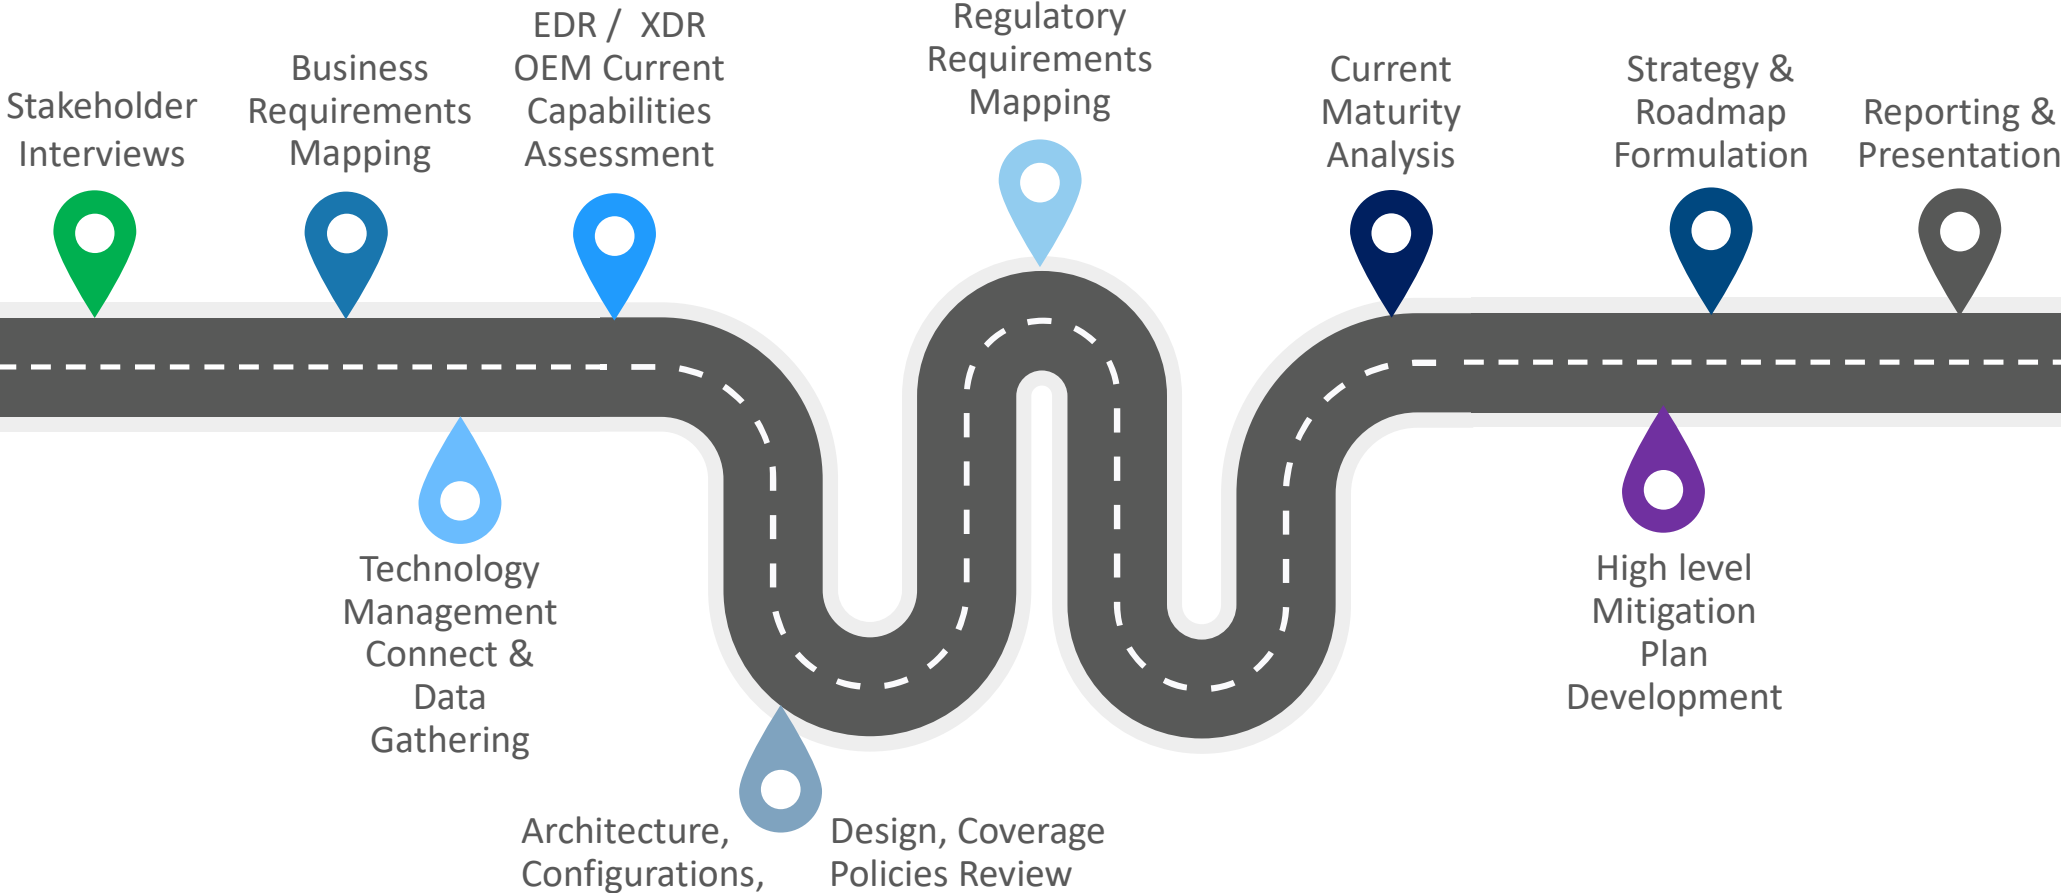 Stakeholder
Interviews
Business
Requirements
Mapping
EDR /  XDR
OEM Current
Capabilities
Assessment
Regulatory
Requirements
Mapping
Current
Maturity
Analysis
Strategy &
Roadmap
Formulation
Reporting &
Presentation
Technology
Management
Connect &
Data
Gathering
Architecture, Design, Coverage
Configurations, Policies Review
High level
Mitigation
Plan
Development